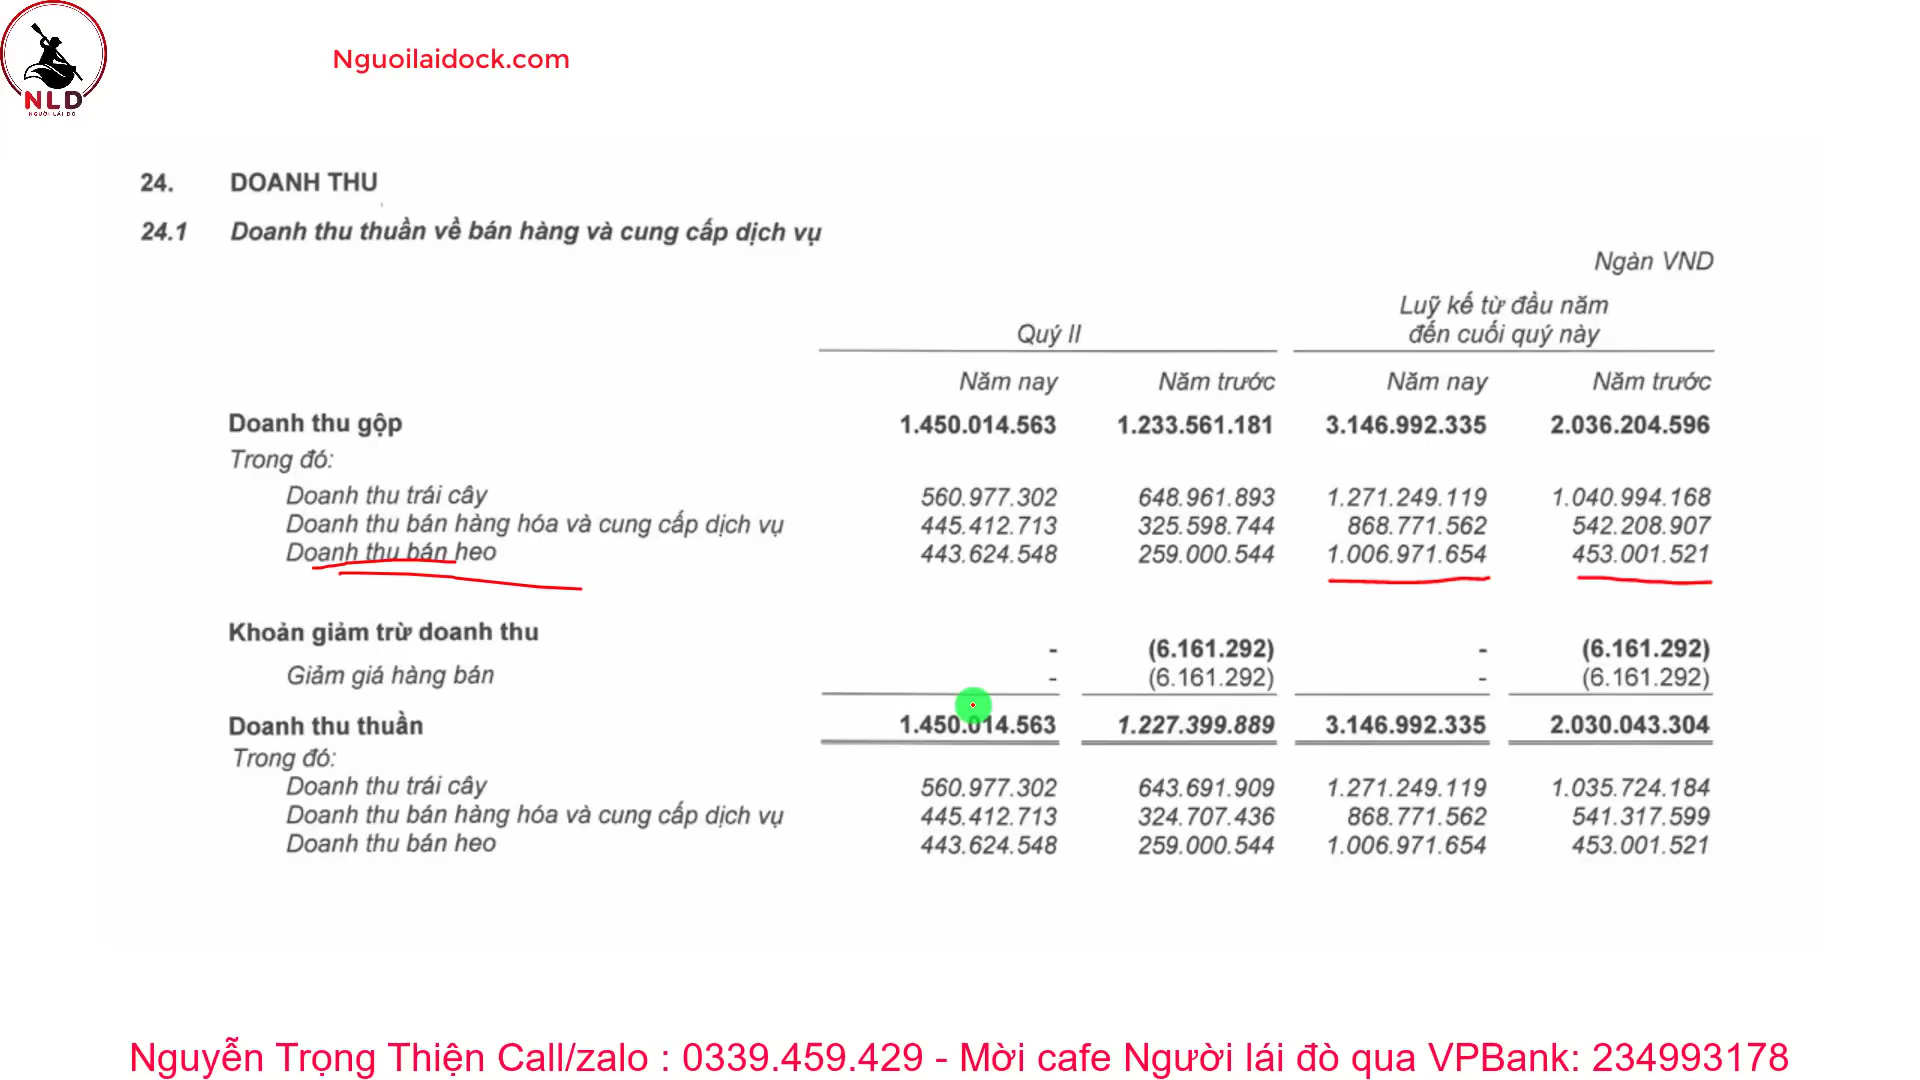 NLD
NGƯỜI LÁI ĐÒ
Nguoilaidock.com
24. DOANH THU
24.1 Doanh thu thuần về bán hàng và cung cấp dịch vụ
Ngàn VND
Luỹ kế từ đầu năm
Quý II đến cuối quý này
Năm nay Năm trước Năm nay Năm trước
Doanh thu gộp 1.450.014.563 1.233.561.181 3.146.992.335 2.036.204.596
Trong đó:
Doanh thu trái cây 560.977.302 648.961.893 1.271.249.119 1.040.994.168
Doanh thu bán hàng hóa và cung cấp dịch vụ 445.412.713 325.598.744 868.771.562 542.208.907
Doanh thu bán heo 443.624.548 259.000.544 1.006.971.654 453.001.521
Khoản giảm trừ doanh thu - (6.161.292) - (6.161.292)
Giảm giá hàng bán - (6.161.292) - (6.161.292)
Doanh thu thuần 1.450.014.563 1.227.399.889 3.146.992.335 2.030.043.304
Trong đó:
Doanh thu trái cây 560.977.302 643.691.909 1.271.249.119 1.035.724.184
Doanh thu bán hàng hóa và cung cấp dịch vụ 445.412.713 324.707.436 868.771.562 541.317.599
Doanh thu bán heo 443.624.548 259.000.544 1.006.971.654 453.001.521
Nguyễn Trọng Thiện Call/zalo : 0339.459.429 - Mời cafe Người lái đò qua VPBank: 234993178